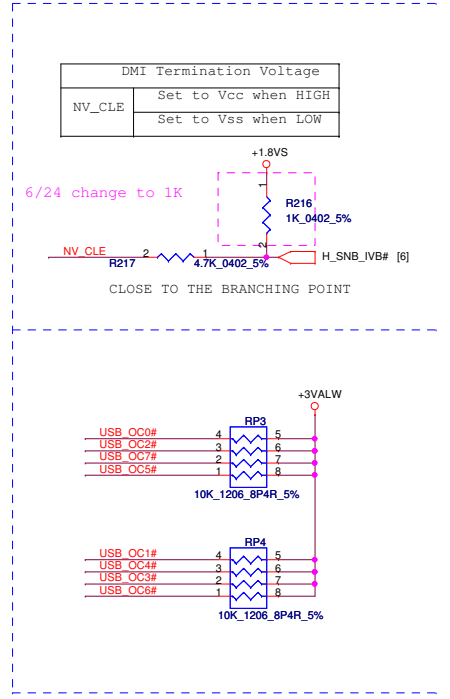 DMI Termination Voltage
NV_CLE
Set to Vcc when HIGH
Set to Vss when LOW
+1.8VS
6/24 change to 1K
1
R216
1K_0402_5%
2
NV_CLE
R217
2
1
4.7K_0402_5%
H_SNB_IVB# [6]
CLOSE TO THE BRANCHING POINT
+3VALW
RP3
USB_OC0# 4 5
USB_OC2# 3 6
USB_OC7# 2 7
USB_OC5# 1 8
10K_1206_8P4R_5%
RP4
USB_OC1# 4 5
USB_OC4# 3 6
USB_OC3# 2 7
USB_OC6# 1 8
10K_1206_8P4R_5%